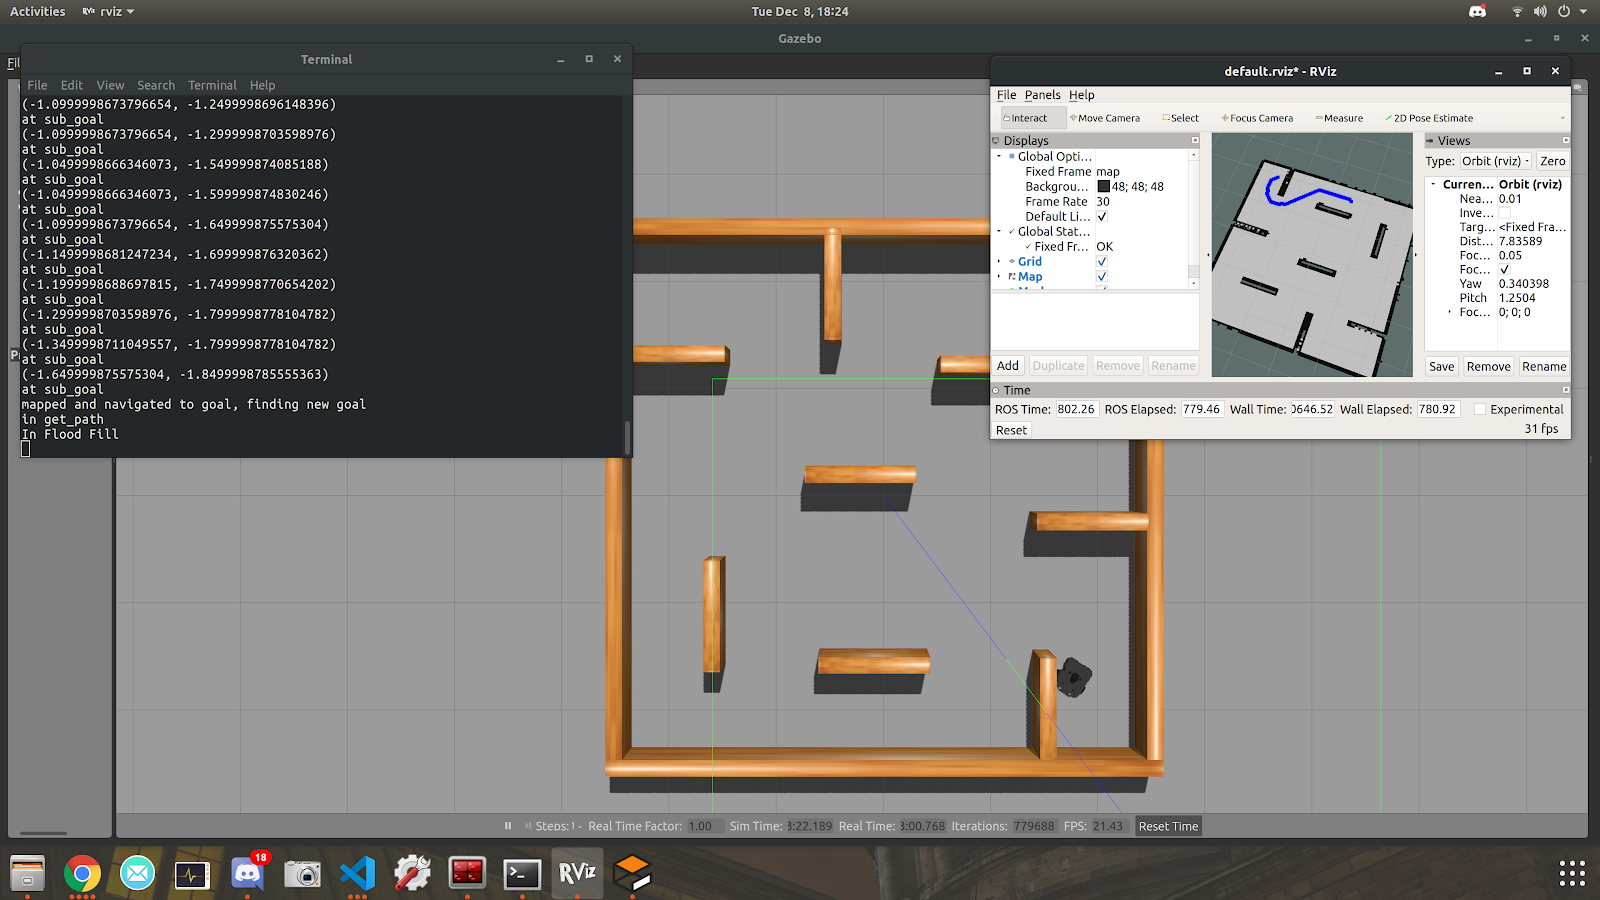 Activities
rviz
Tue Dec 8, 18:24
Gazebo
Fil
Terminal
File Edit View Search Terminal Help
(-1.0999998673796654, -1.2499998696148396)
at sub_goal
(-1.0999998673796654, -1.2999998703598976)
at sub_goal
(-1.0499998666346073, -1.549999874085188)
at sub_goal
(-1.0499998666346073, -1.599999874830246)
at sub_goal
(-1.0999998673796654, -1.649999875575304)
at sub_goal
(-1.1499998681247234, -1.699999876320362)
at sub_goal
(-1.1999998688697815, -1.7499998770654202)
at sub_goal
(-1.2999998703598976, -1.7999998778104782)
at sub_goal
(-1.3499998711049557, -1.7999998778104782)
at sub_goal
(-1.649999875575304, -1.8499998785555363)
at sub_goal
mapped and navigated to goal, finding new goal
in get_path
In Flood Fill
default.rviz* - RViz
File Panels Help
Interact Move Camera Select Focus Camera Measure 2D Pose Estimate
Displays
Global Opti...
Fixed Frame map
Backgrou... 48; 48; 48
Frame Rate 30
Default Li...
Global Stat...
Fixed Fr... OK
Grid
Map
Add Duplicate Remove Rename
Views
Type: Orbit (rviz) Zero
Curren... Orbit (rviz)
Nea... 0.01
Inve...
Targ... <Fixed Fra...
Dist... 7.83589
Foc... 0.05
Foc...
Yaw 0.340398
Pitch 1.2504
Foc... 0; 0; 0
Save Remove Rename
Time
ROS Time: 802.26 ROS Elapsed: 779.46 Wall Time: 0646.52 Wall Elapsed: 780.92 Experimental
Reset 31 fps
Steps: 1 Real Time Factor: 1.00 Sim Time: 3:22.189 Real Time: 3:00.768 Iterations: 779688 FPS: 21.43 Reset Time
18
RViz